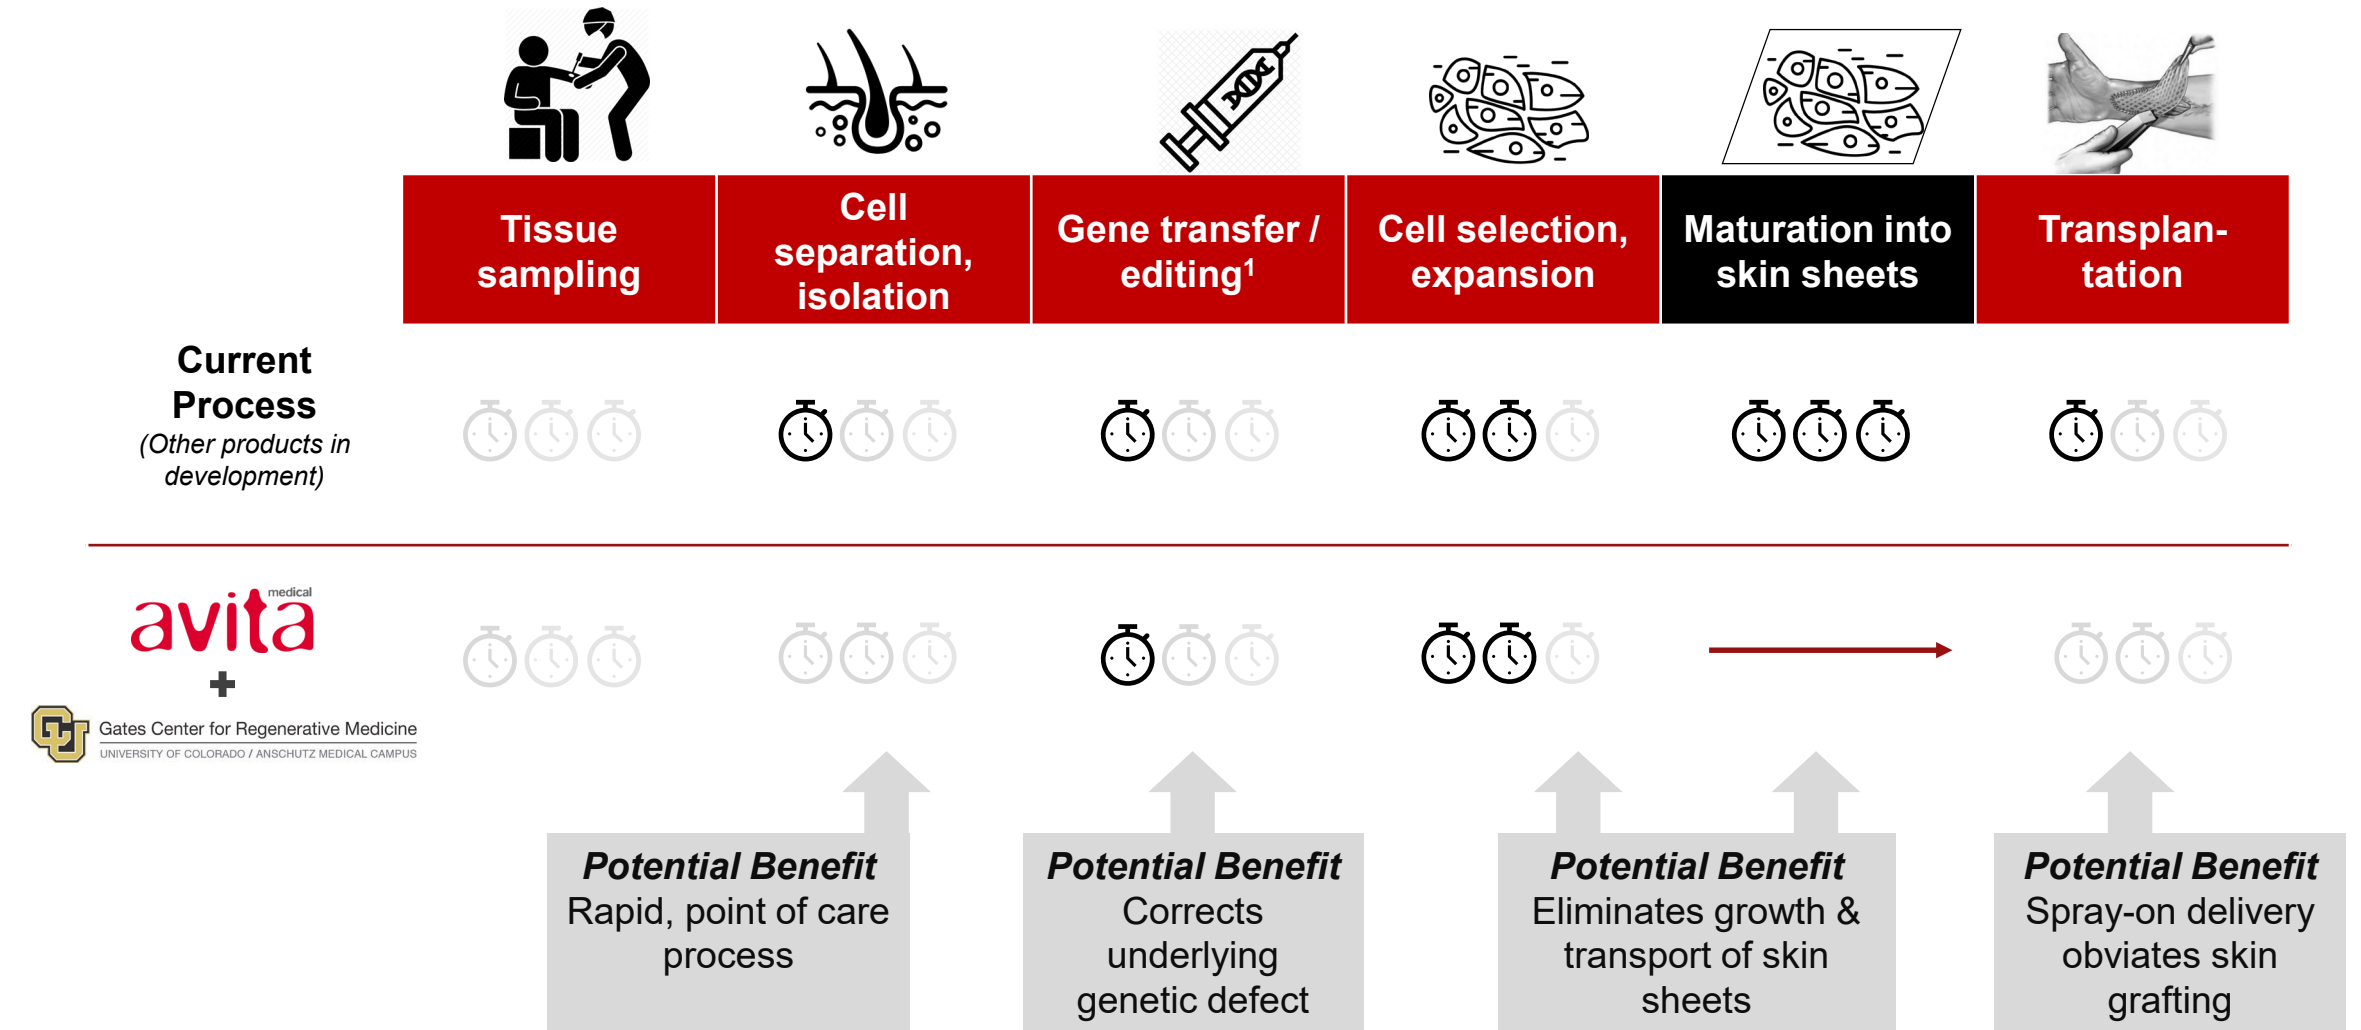 Tissue
sampling
Cell
separation,
isolation
Gene transfer /
editing¹
Cell selection,
expansion
Maturation into
skin sheets
Transplan-
tation
Current
Process
(Other products in
development)
avita
medical
+
CU
Gates Center for Regenerative Medicine
UNIVERSITY OF COLORADO / ANSCHUTZ MEDICAL CAMPUS
Potential Benefit
Rapid, point of care
process
Potential Benefit
Corrects
underlying
genetic defect
Potential Benefit
Eliminates growth &
transport of skin
sheets
Potential Benefit
Spray-on delivery
obviates skin
grafting